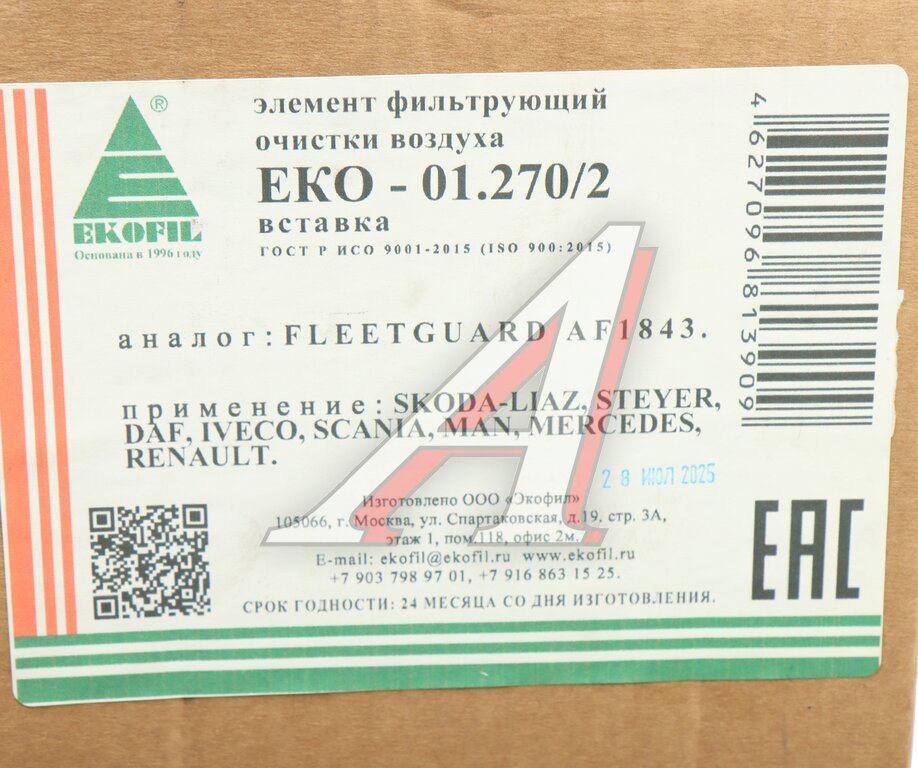 ®
EKOFIL
Основана в 1996 году
элемент фильтрующий
очистки воздуха
ЕКО - 01.270/2
вставка
ГОСТ Р ИСО 9001-2015 (ISO 900:2015)
аналог: FLEETGUARD AF1843.
применение: SKODA-LIAZ, STEYER,
DAF, IVECO, SCANIA, MAN, MERCEDES,
RENAULT.
28 ИЮЛ 2025
Изготовлено ООО «Экофил»
105066, г. Москва, ул. Спартаковская, д.19, стр. 3А,
этаж 1, пом.118, офис 2м.
E-mail: ekofil@ekofil.ru www.ekofil.ru
+7 903 798 97 01, +7 916 863 15 25.
СРОК ГОДНОСТИ: 24 МЕСЯЦА СО ДНЯ ИЗГОТОВЛЕНИЯ.
4627096813909
EAC